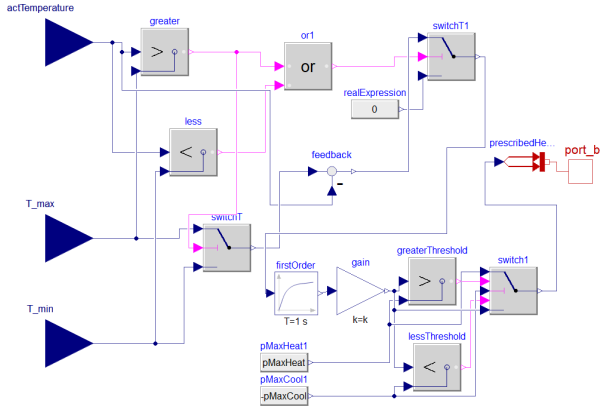 actTemperature
greater
>
or1
or
switchT1
realExpression
0
less
<
feedback
-
prescribedHe...
port_b
T_max
switchT
T_min
firstOrder
T=1 s
gain
k=k
greaterThreshold
>
switch1
pMaxHeat1
pMaxHeat
lessThreshold
<
pMaxCool1
-pMaxCool